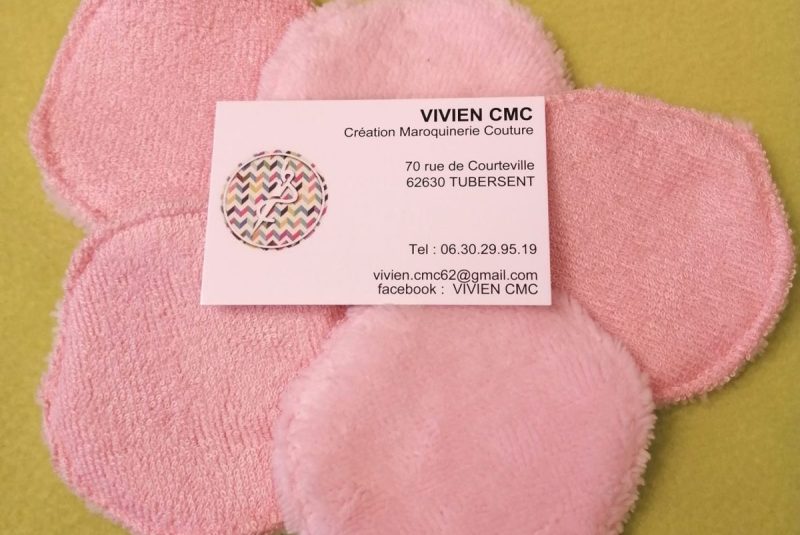 VIVIEN CMC
Création Maroquinerie Couture
70 rue de Courteville
62630 TUBERSENT
Tel : 06.30.29.95.19
vivien.cmc62@gmail.com
facebook : VIVIEN CMC